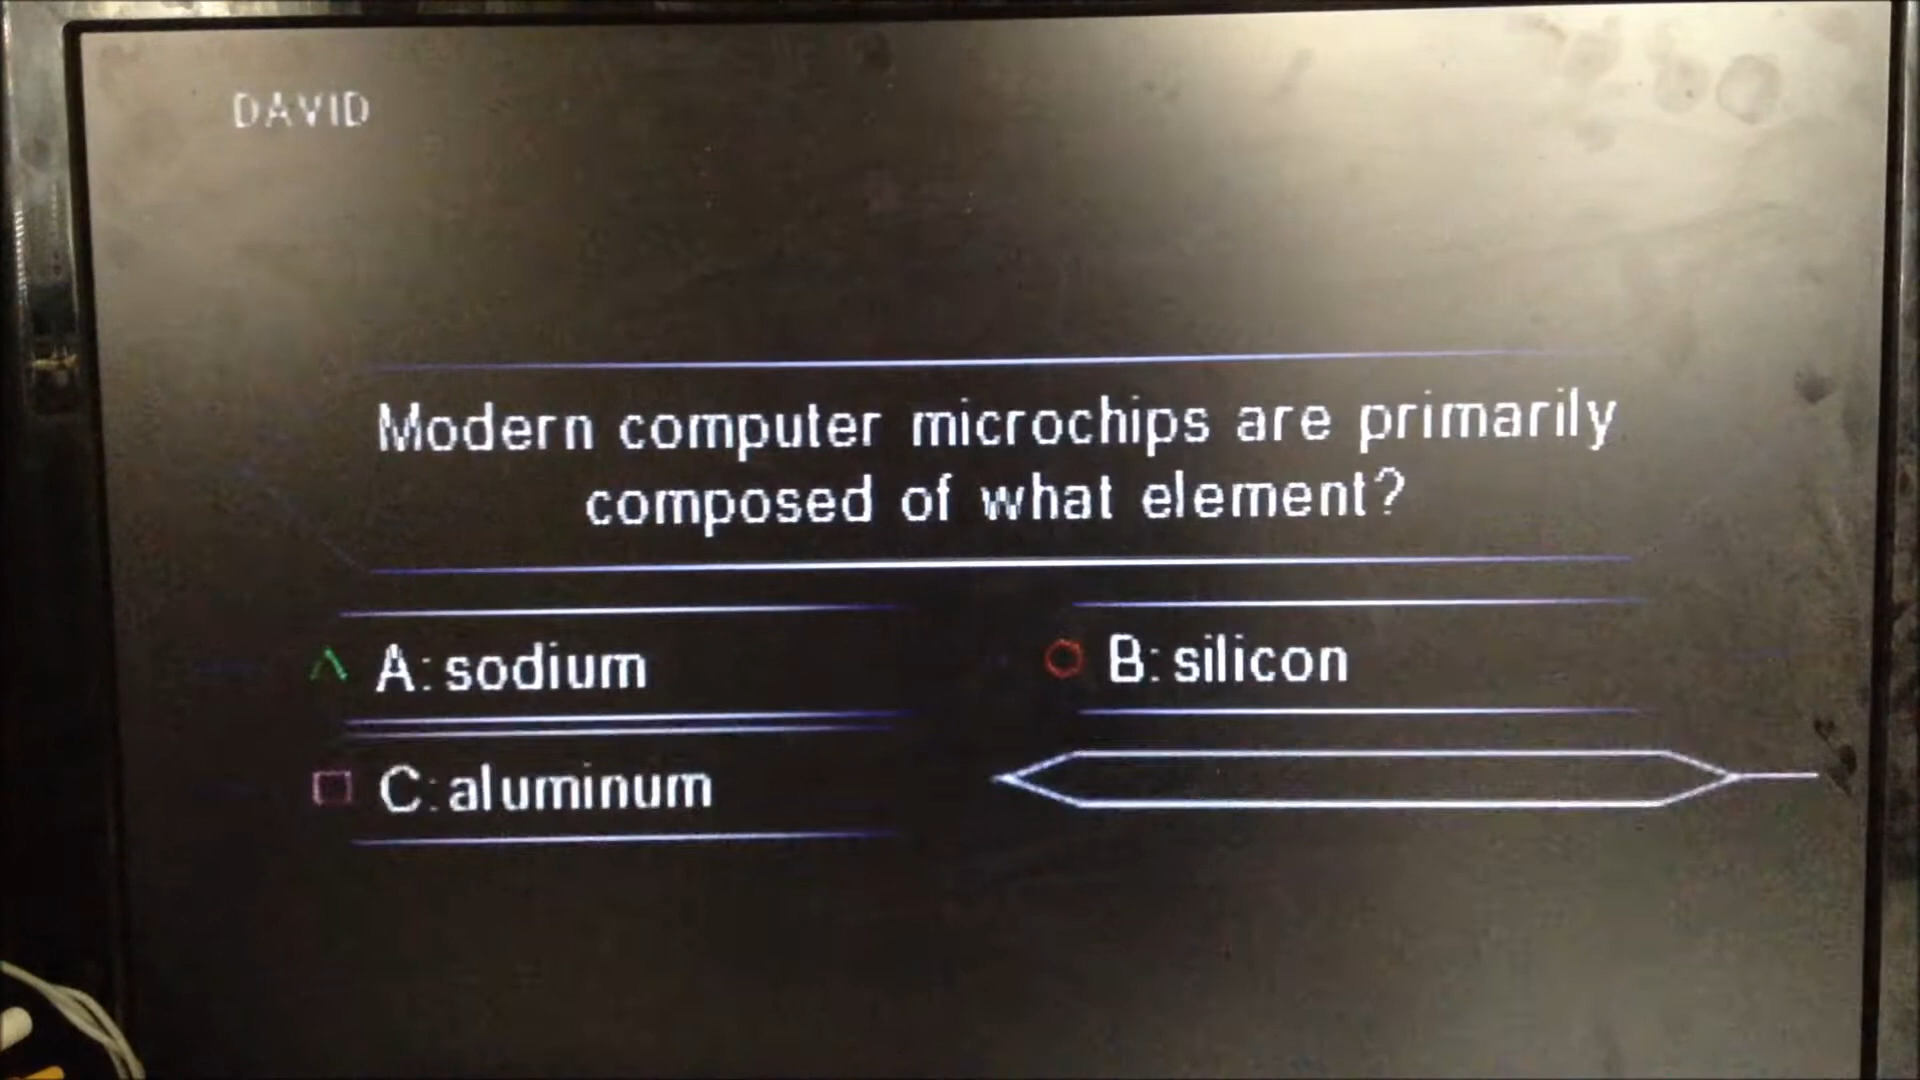 DAVID
Modern computer microchips are primarily
composed of what element?
A: sodium
B: silicon
C: aluminum